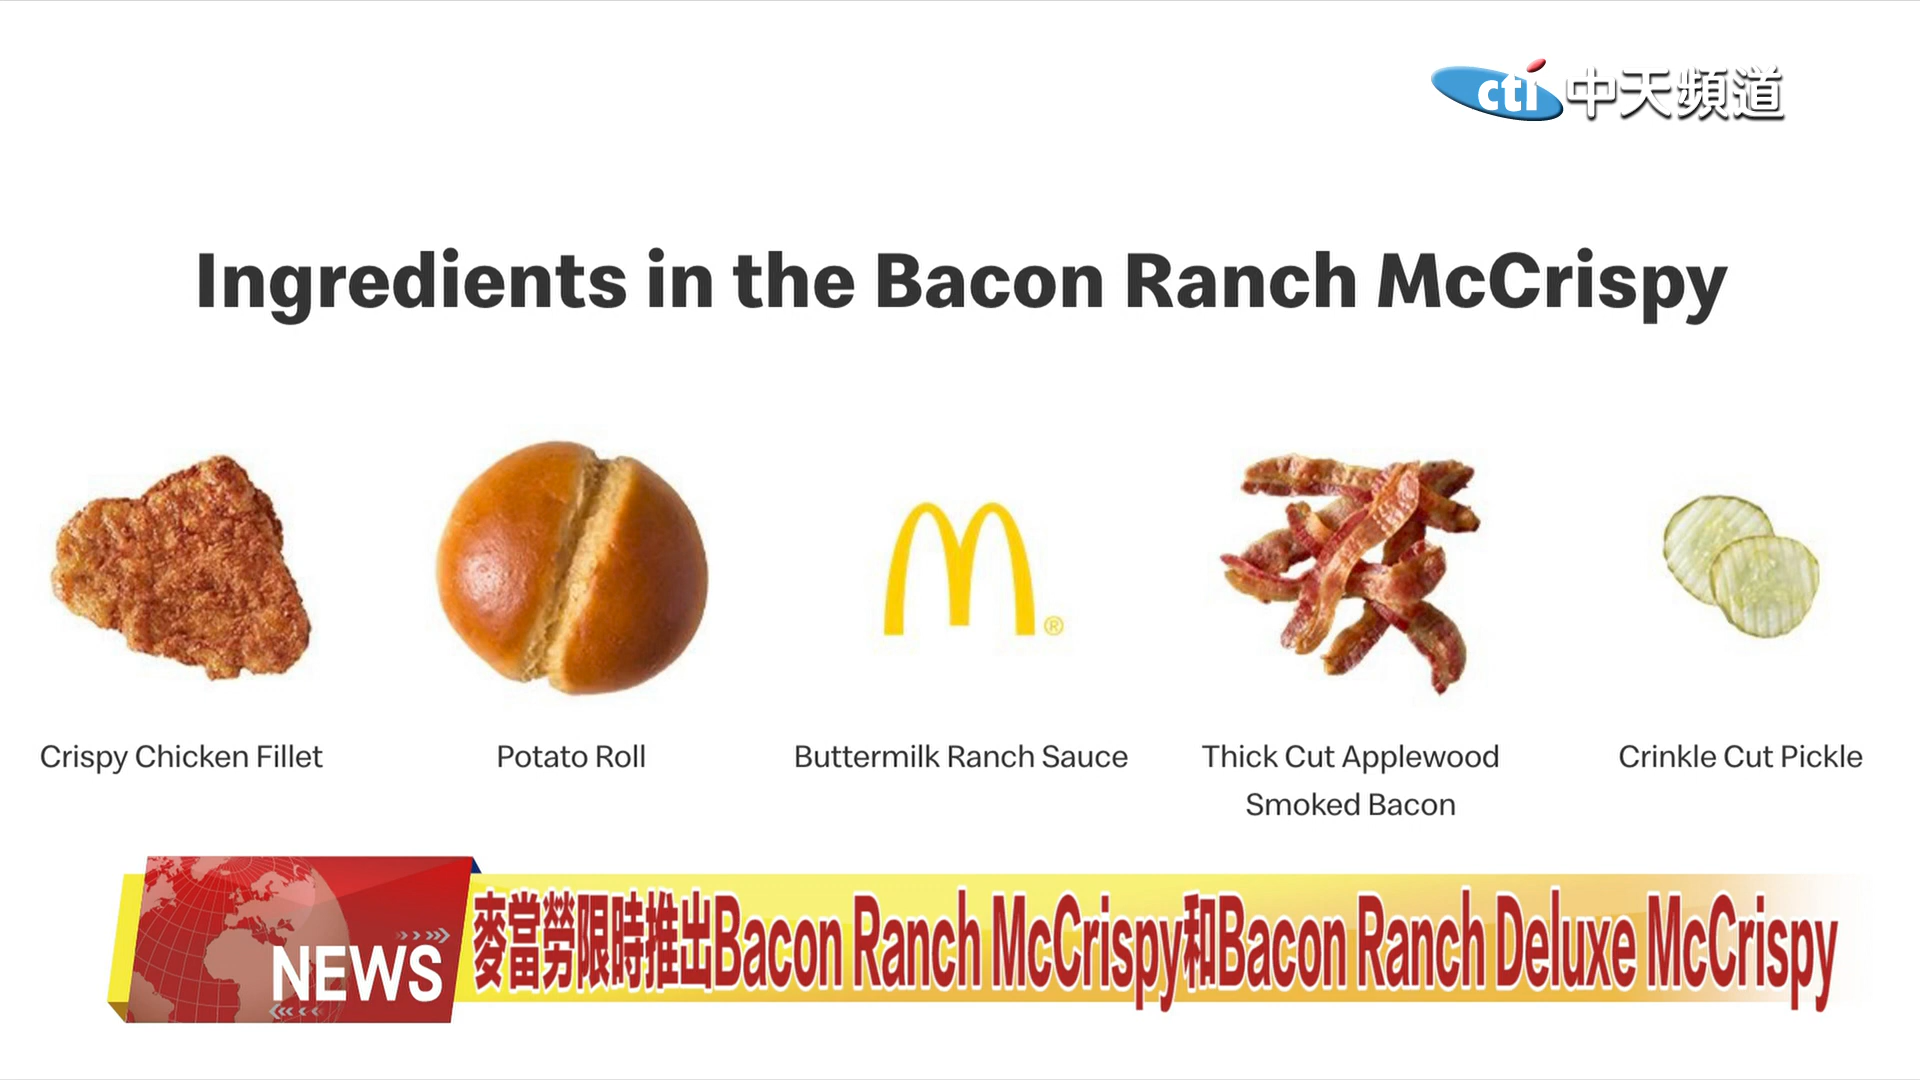 cti 中天頻道
Ingredients in the Bacon Ranch McCrispy
®
Crispy Chicken Fillet
Potato Roll
Buttermilk Ranch Sauce
Thick Cut Applewood
Smoked Bacon
Crinkle Cut Pickle
NEWS
麥當勞限時推出Bacon Ranch McCrispy和Bacon Ranch Deluxe McCrispy